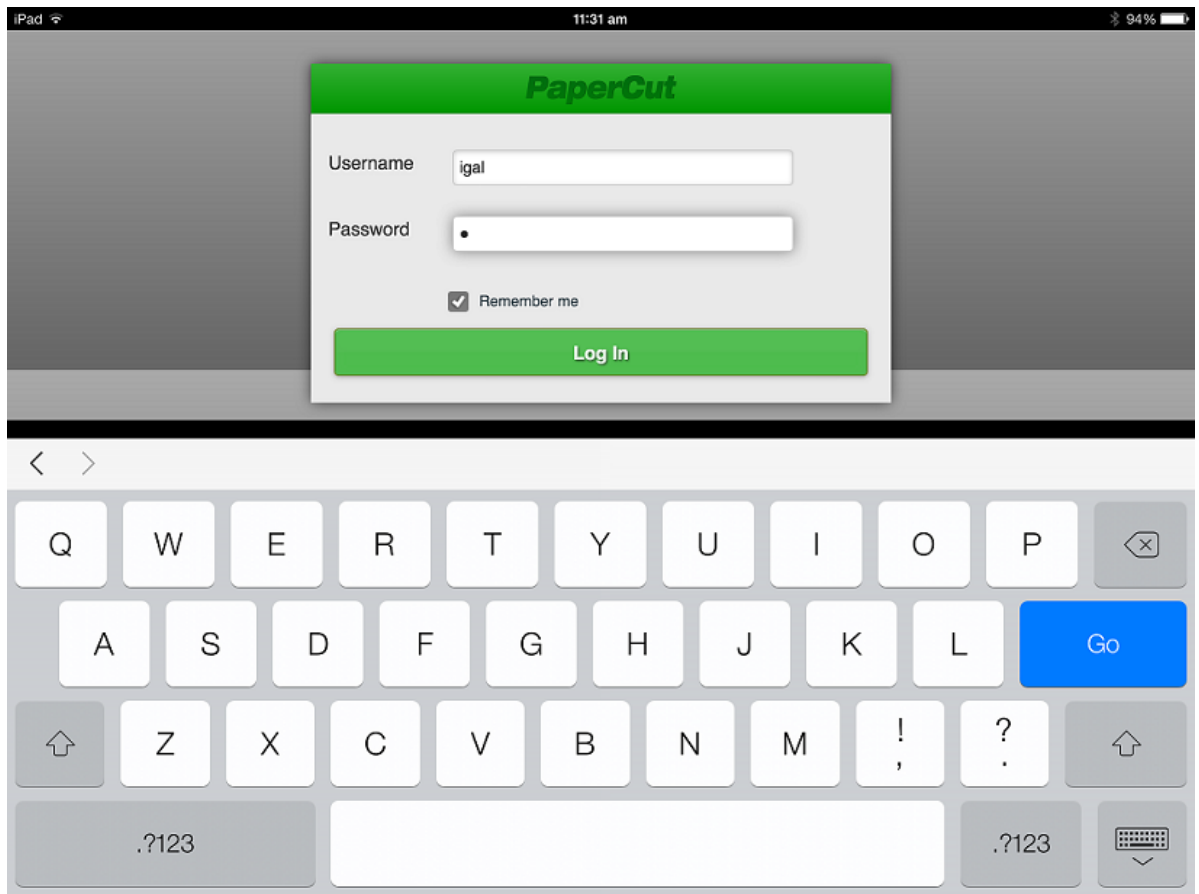 iPad 11:31 am 94%
PaperCut
Username igal
Password •
Remember me
Log In
Q W E R T Y U I O P
A S D F G H J K L Go
Z X C V B N M ! , ? .
.?123 .?123